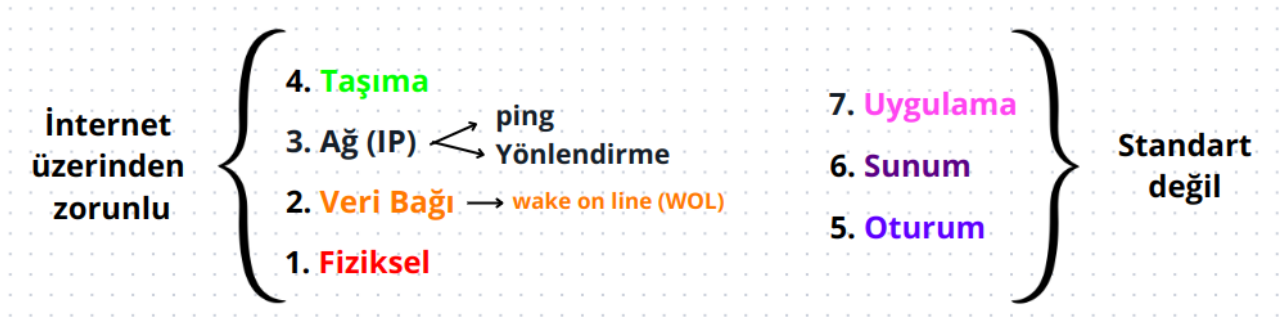 İnternet
üzerinden
zorunlu
4. Taşıma
3. Ağ (IP)
ping
Yönlendirme
2. Veri Bağı
wake on line (WOL)
1. Fiziksel
7. Uygulama
6. Sunum
5. Oturum
Standart
değil